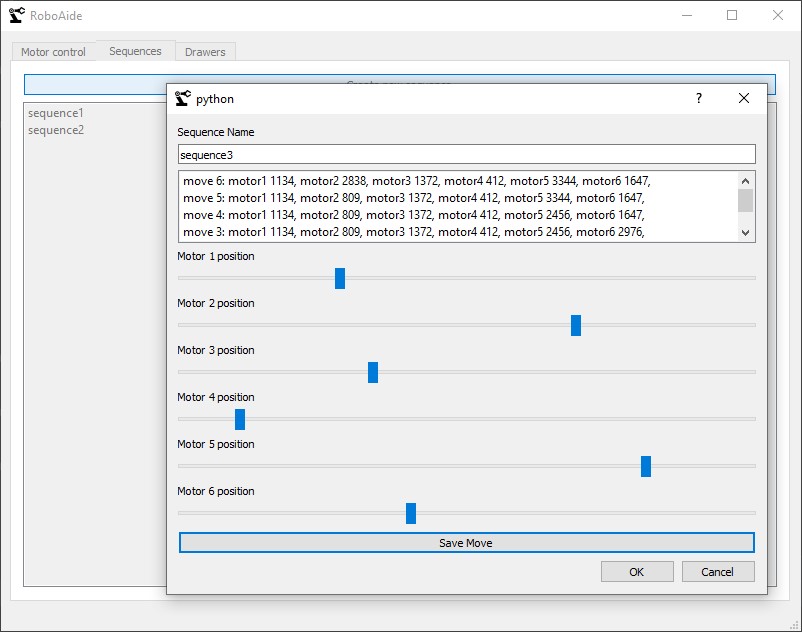 RoboAide
Motor control
Sequences
Drawers
sequence1
sequence2
python
?
Sequence Name
sequence3
move 6: motor1 1134, motor2 2838, motor3 1372, motor4 412, motor5 3344, motor6 1647,
move 5: motor1 1134, motor2 809, motor3 1372, motor4 412, motor5 3344, motor6 1647,
move 4: motor1 1134, motor2 809, motor3 1372, motor4 412, motor5 2456, motor6 1647,
move 3: motor1 1134, motor2 809, motor3 1372, motor4 412, motor5 2456, motor6 2976,
Motor 1 position
Motor 2 position
Motor 3 position
Motor 4 position
Motor 5 position
Motor 6 position
Save Move
OK
Cancel